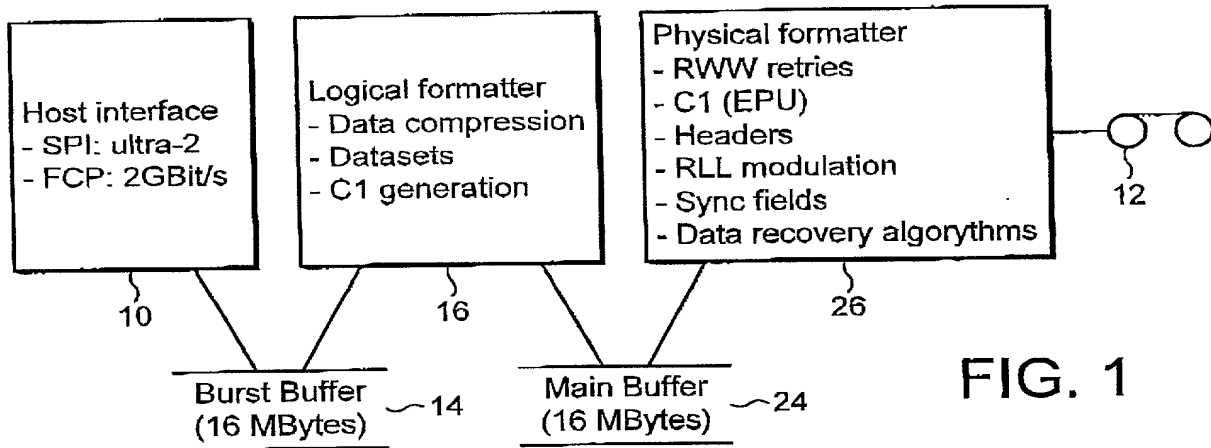 Host interface
- SPI: ultra-2
- FCP: 2GBit/s
10
Logical formatter
- Data compression
- Datasets
- C1 generation
16
Physical formatter
- RWW retries
- C1 (EPU)
- Headers
- RLL modulation
- Sync fields
- Data recovery algorythms
26
12
Burst Buffer
(16 MBytes)
14
Main Buffer
(16 MBytes)
24
FIG. 1